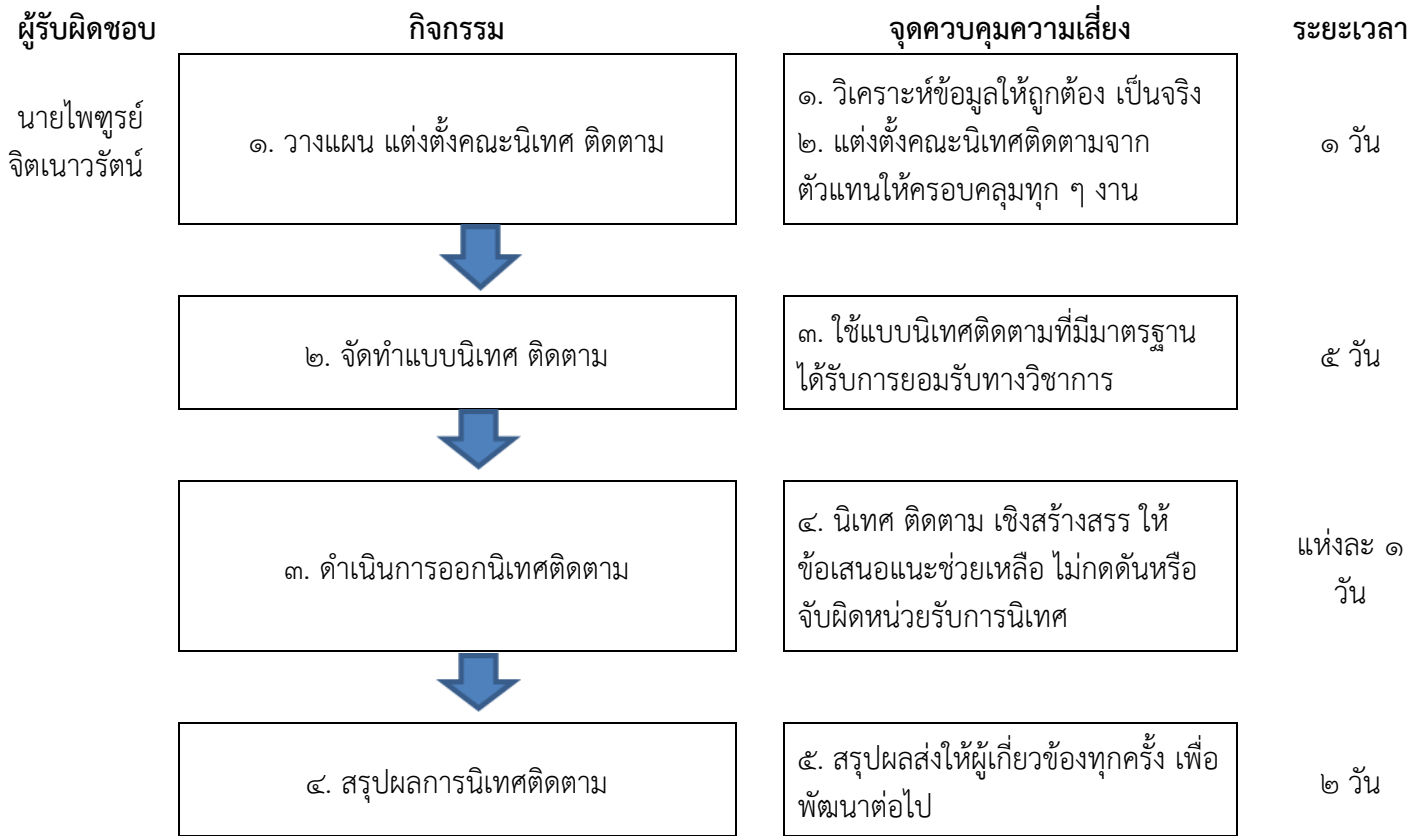 ผู้รับผิดชอบ กิจกรรม จุดควบคุมความเสี่ยง ระยะเวลา
นายไพฑูรย์
จิตเนาวรัตน์
๑. วางแผน แต่งตั้งคณะนิเทศ ติดตาม
๑. วิเคราะห์ข้อมูลให้ถูกต้อง เป็นจริง
๒. แต่งตั้งคณะนิเทศติดตามจาก
ตัวแทนให้ครอบคลุมทุก ๆ งาน
๑ วัน
๒. จัดทำแบบนิเทศ ติดตาม
๓. ใช้แบบนิเทศติดตามที่มีมาตรฐาน
ได้รับการยอมรับทางวิชาการ
๕ วัน
๓. ดำเนินการออกนิเทศติดตาม
๔. นิเทศ ติดตาม เชิงสร้างสรร ให้
ข้อเสนอแนะช่วยเหลือ ไม่กดดันหรือ
จับผิดหน่วยรับการนิเทศ
แห่งละ ๑
วัน
๔. สรุปผลการนิเทศติดตาม
๕. สรุปผลส่งให้ผู้เกี่ยวข้องทุกครั้ง เพื่อ
พัฒนาต่อไป
๒ วัน